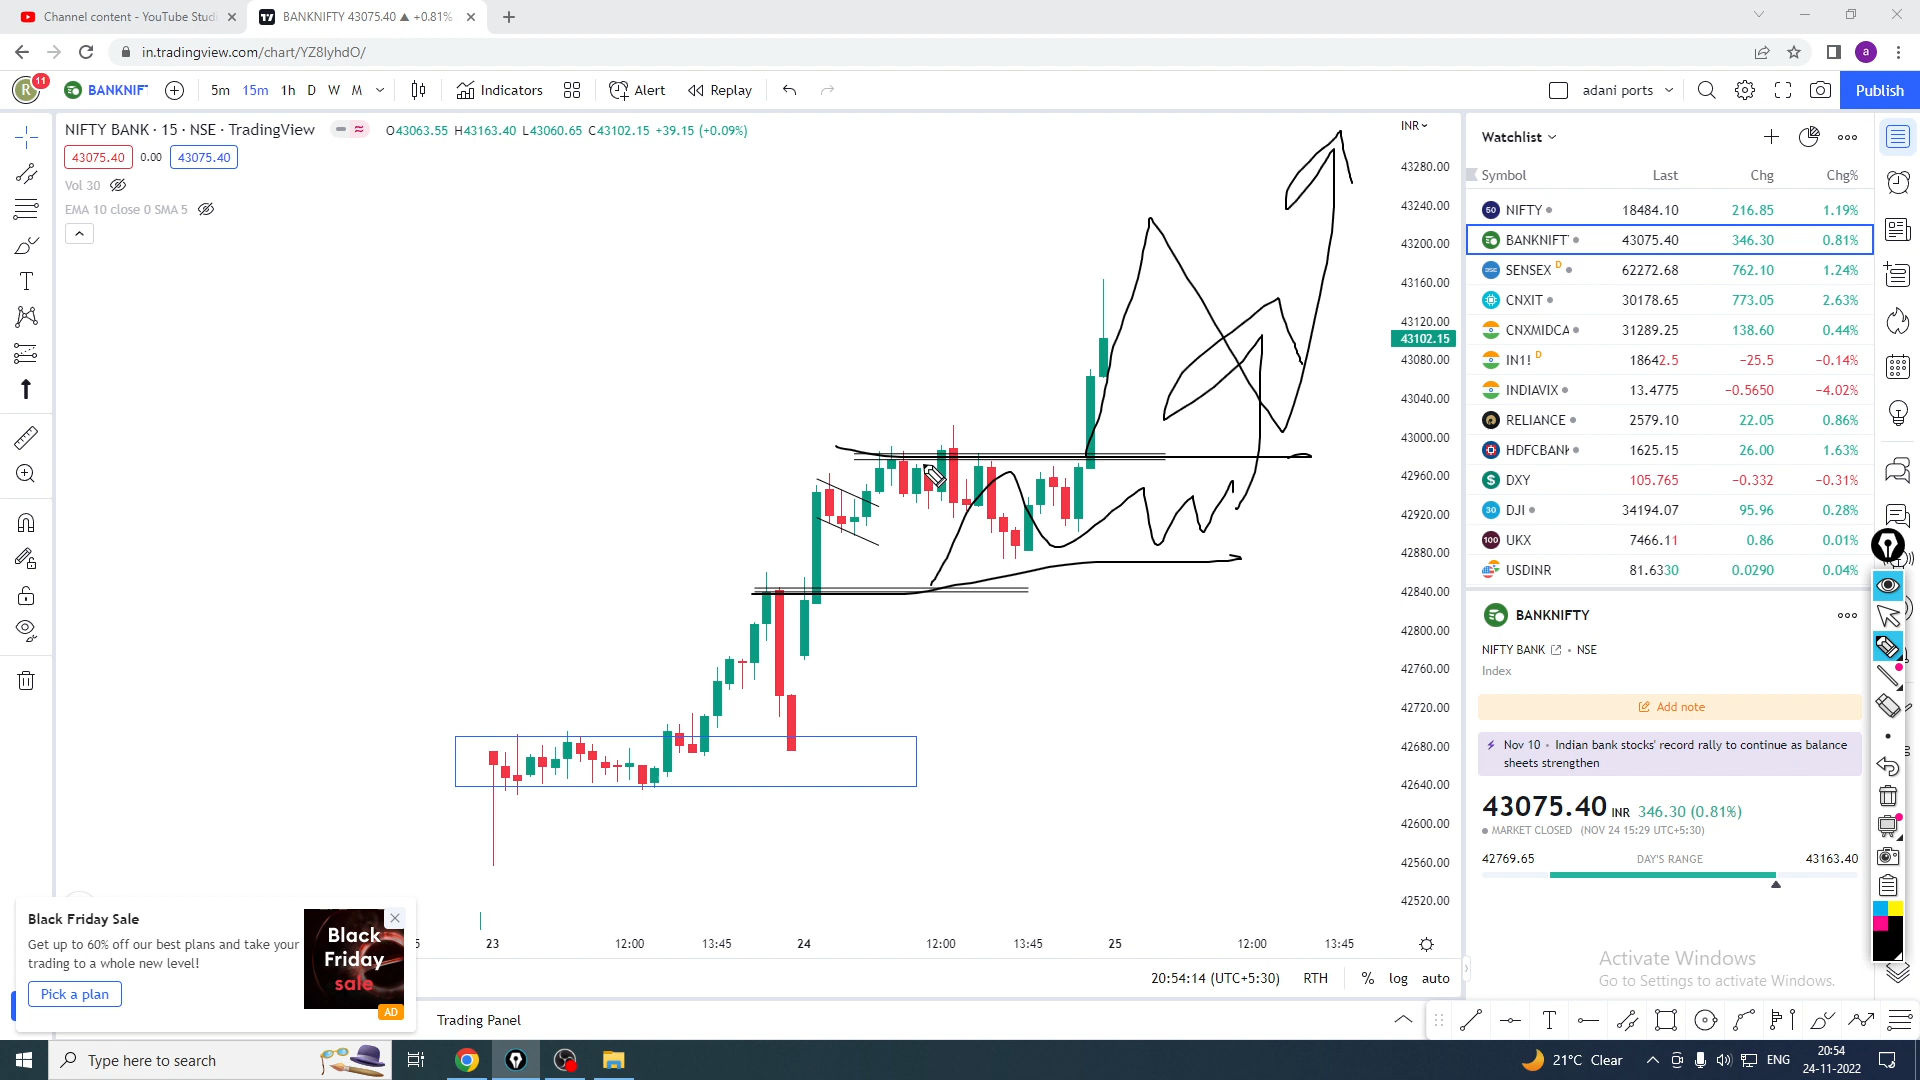 Channel content - YouTube Studi
BANKNIFTY 43075.40 ▲ +0.81%
in.tradingview.com/chart/YZ8IyhdO/
a
R
11
BANKNIF
5m 15m 1h D W M
Indicators
Alert
Replay
adani ports
Publish
NIFTY BANK · 15 · NSE · TradingView
O43063.55 H43163.40 L43060.65 C43102.15 +39.15 (+0.09%)
43075.40 0.00 43075.40
Vol 30
EMA 10 close 0 SMA 5
INR
43280.00
43240.00
43200.00
43160.00
43120.00
43102.15
43080.00
43040.00
43000.00
42960.00
42920.00
42880.00
42840.00
42800.00
42760.00
42720.00
42680.00
42640.00
42600.00
42560.00
42520.00
23 12:00 13:45 24 12:00 13:45 25 12:00 13:45
20:54:14 (UTC+5:30) RTH % log auto
Trading Panel
Black Friday Sale
Get up to 60% off our best plans and take your
trading to a whole new level!
Pick a plan
Black
Friday
sale
AD
Watchlist
Symbol Last Chg Chg%
50 NIFTY 18484.10 216.85 1.19%
BANKNIFT 43075.40 346.30 0.81%
SENSEX D 62272.68 762.10 1.24%
CNXIT 30178.65 773.05 2.63%
CNXMIDCA 31289.25 138.60 0.44%
IN1! D 18642.5 −25.5 −0.14%
INDIAVIX 13.4775 −0.5650 −4.02%
RELIANCE 2579.10 22.05 0.86%
HDFCBANK 1625.15 26.00 1.63%
$ DXY 105.765 −0.332 −0.31%
30 DJI 34194.07 95.96 0.28%
100 UKX 7466.11 0.86 0.01%
USDINR 81.6330 0.0290 0.04%
BANKNIFTY
NIFTY BANK • NSE
Index
Add note
Nov 10 • Indian bank stocks' record rally to continue as balance
sheets strengthen
43075.40 INR 346.30 (0.81%)
MARKET CLOSED (NOV 24 15:29 UTC+5:30)
42769.65 DAY'S RANGE 43163.40
Activate Windows
Go to Settings to activate Windows.
Type here to search
21°C Clear
ENG
20:54
24-11-2022